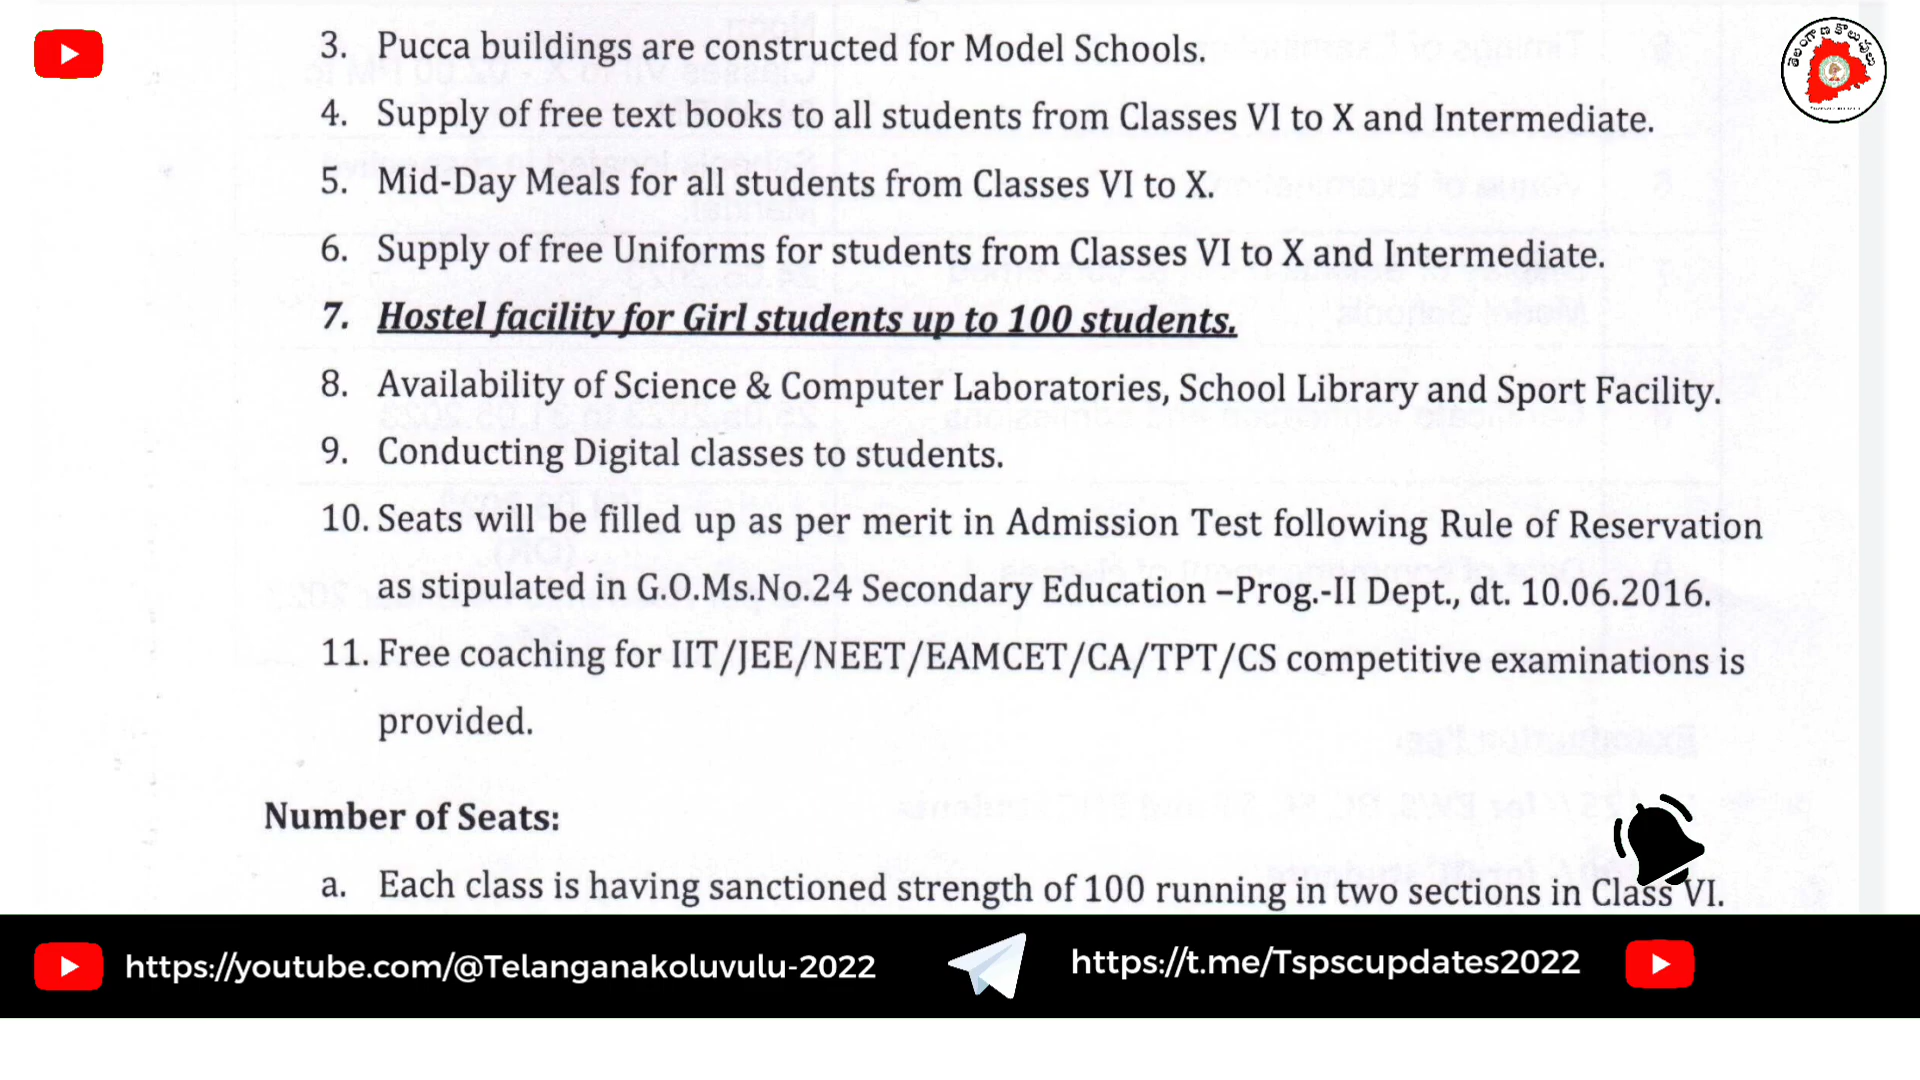 3. Pucca buildings are constructed for Model Schools.
4. Supply of free text books to all students from Classes VI to X and Intermediate.
5. Mid-Day Meals for all students from Classes VI to X.
6. Supply of free Uniforms for students from Classes VI to X and Intermediate.
7. Hostel facility for Girl students up to 100 students.
8. Availability of Science & Computer Laboratories, School Library and Sport Facility.
9. Conducting Digital classes to students.
10. Seats will be filled up as per merit in Admission Test following Rule of Reservation
as stipulated in G.O.Ms.No.24 Secondary Education –Prog.-II Dept., dt. 10.06.2016.
11. Free coaching for IIT/JEE/NEET/EAMCET/CA/TPT/CS competitive examinations is
provided.
Number of Seats:
a. Each class is having sanctioned strength of 100 running in two sections in Class VI.
https://youtube.com/@Telanganakoluvulu-2022
https://t.me/Tspscupdates2022
తెలంగాణ కొలువులు